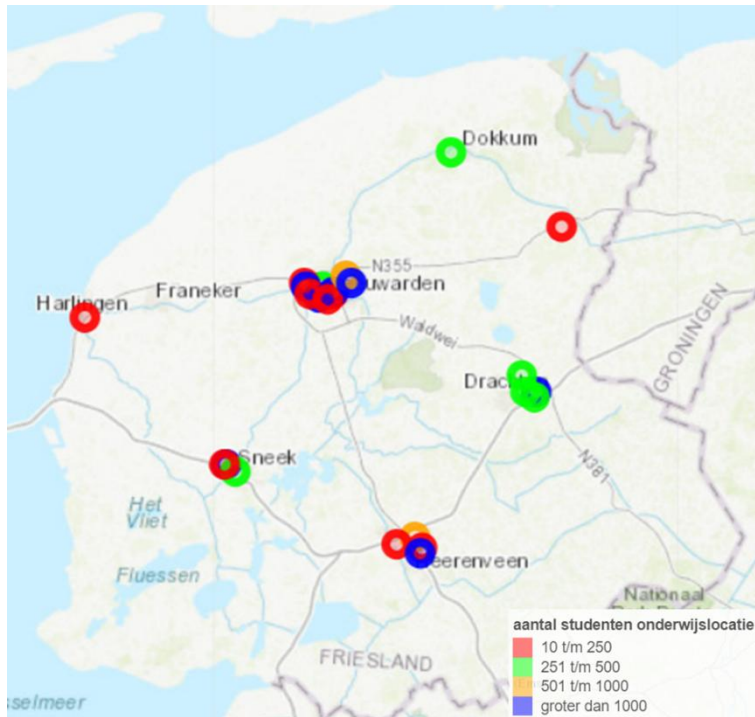 Dokkum
N355
uwarden
Franeker
Harlingen
Waldwei
GRONINGEN
Drach
N381
Sneek
Het
Vliet
Fluessen
eerenveen
Nationaal
FRIESLAND
sselmeer
aantal studenten onderwijslocatie
10 t/m 250
251 t/m 500
501 t/m 1000
groter dan 1000